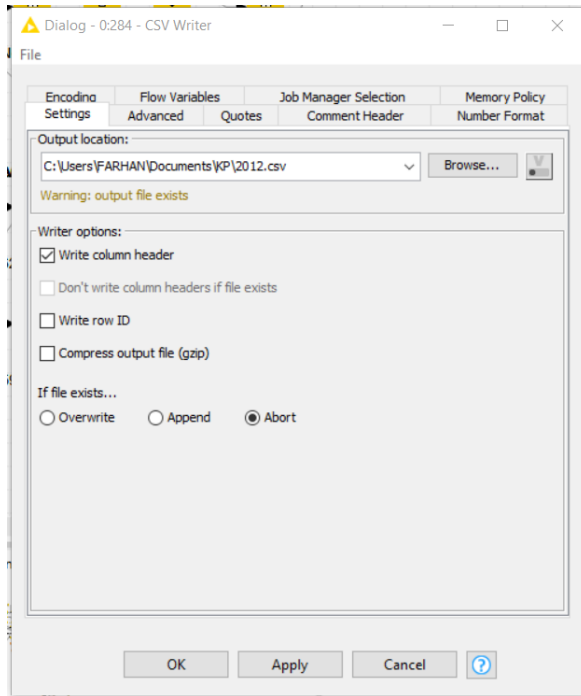 Dialog - 0:284 - CSV Writer
File
Encoding Flow Variables Job Manager Selection Memory Policy
Settings Advanced Quotes Comment Header Number Format
Output location:
C:\Users\FARHAN\Documents\KP\2012.csv Browse... V
Warning: output file exists
Writer options:
Write column header
Don't write column headers if file exists
Write row ID
Compress output file (gzip)
If file exists...
Overwrite Append Abort
OK Apply Cancel ?